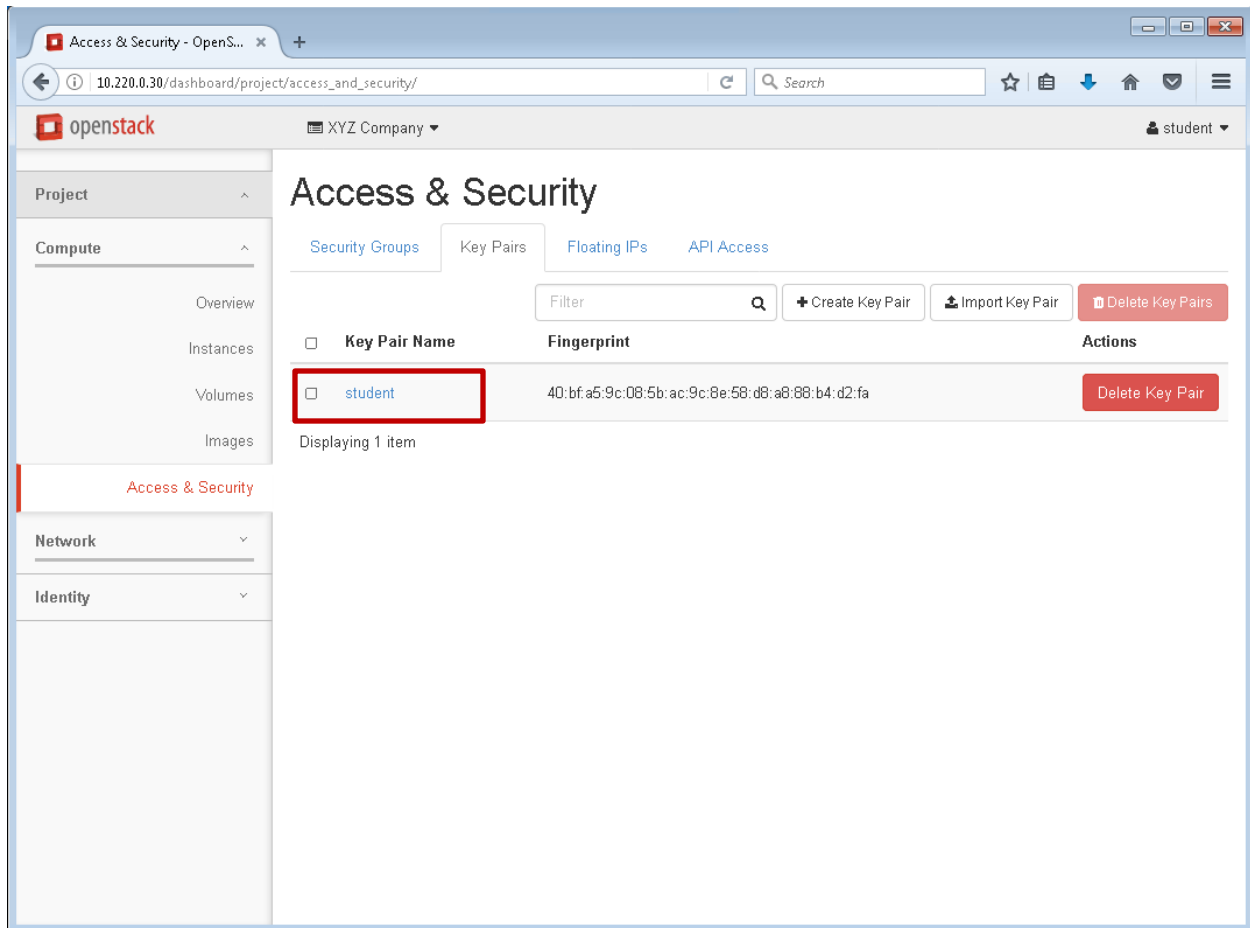 Access & Security - OpenS...
10.220.0.30/dashboard/project/access_and_security/
Search
openstack
XYZ Company
student
Project
Compute
Overview
Instances
Volumes
Images
Access & Security
Network
Identity
Access & Security
Security Groups Key Pairs Floating IPs API Access
Filter Create Key Pair Import Key Pair Delete Key Pairs
Key Pair Name Fingerprint Actions
student 40:bf:a5:9c:08:5b:ac:9c:8e:58:d8:a8:88:b4:d2:fa Delete Key Pair
Displaying 1 item